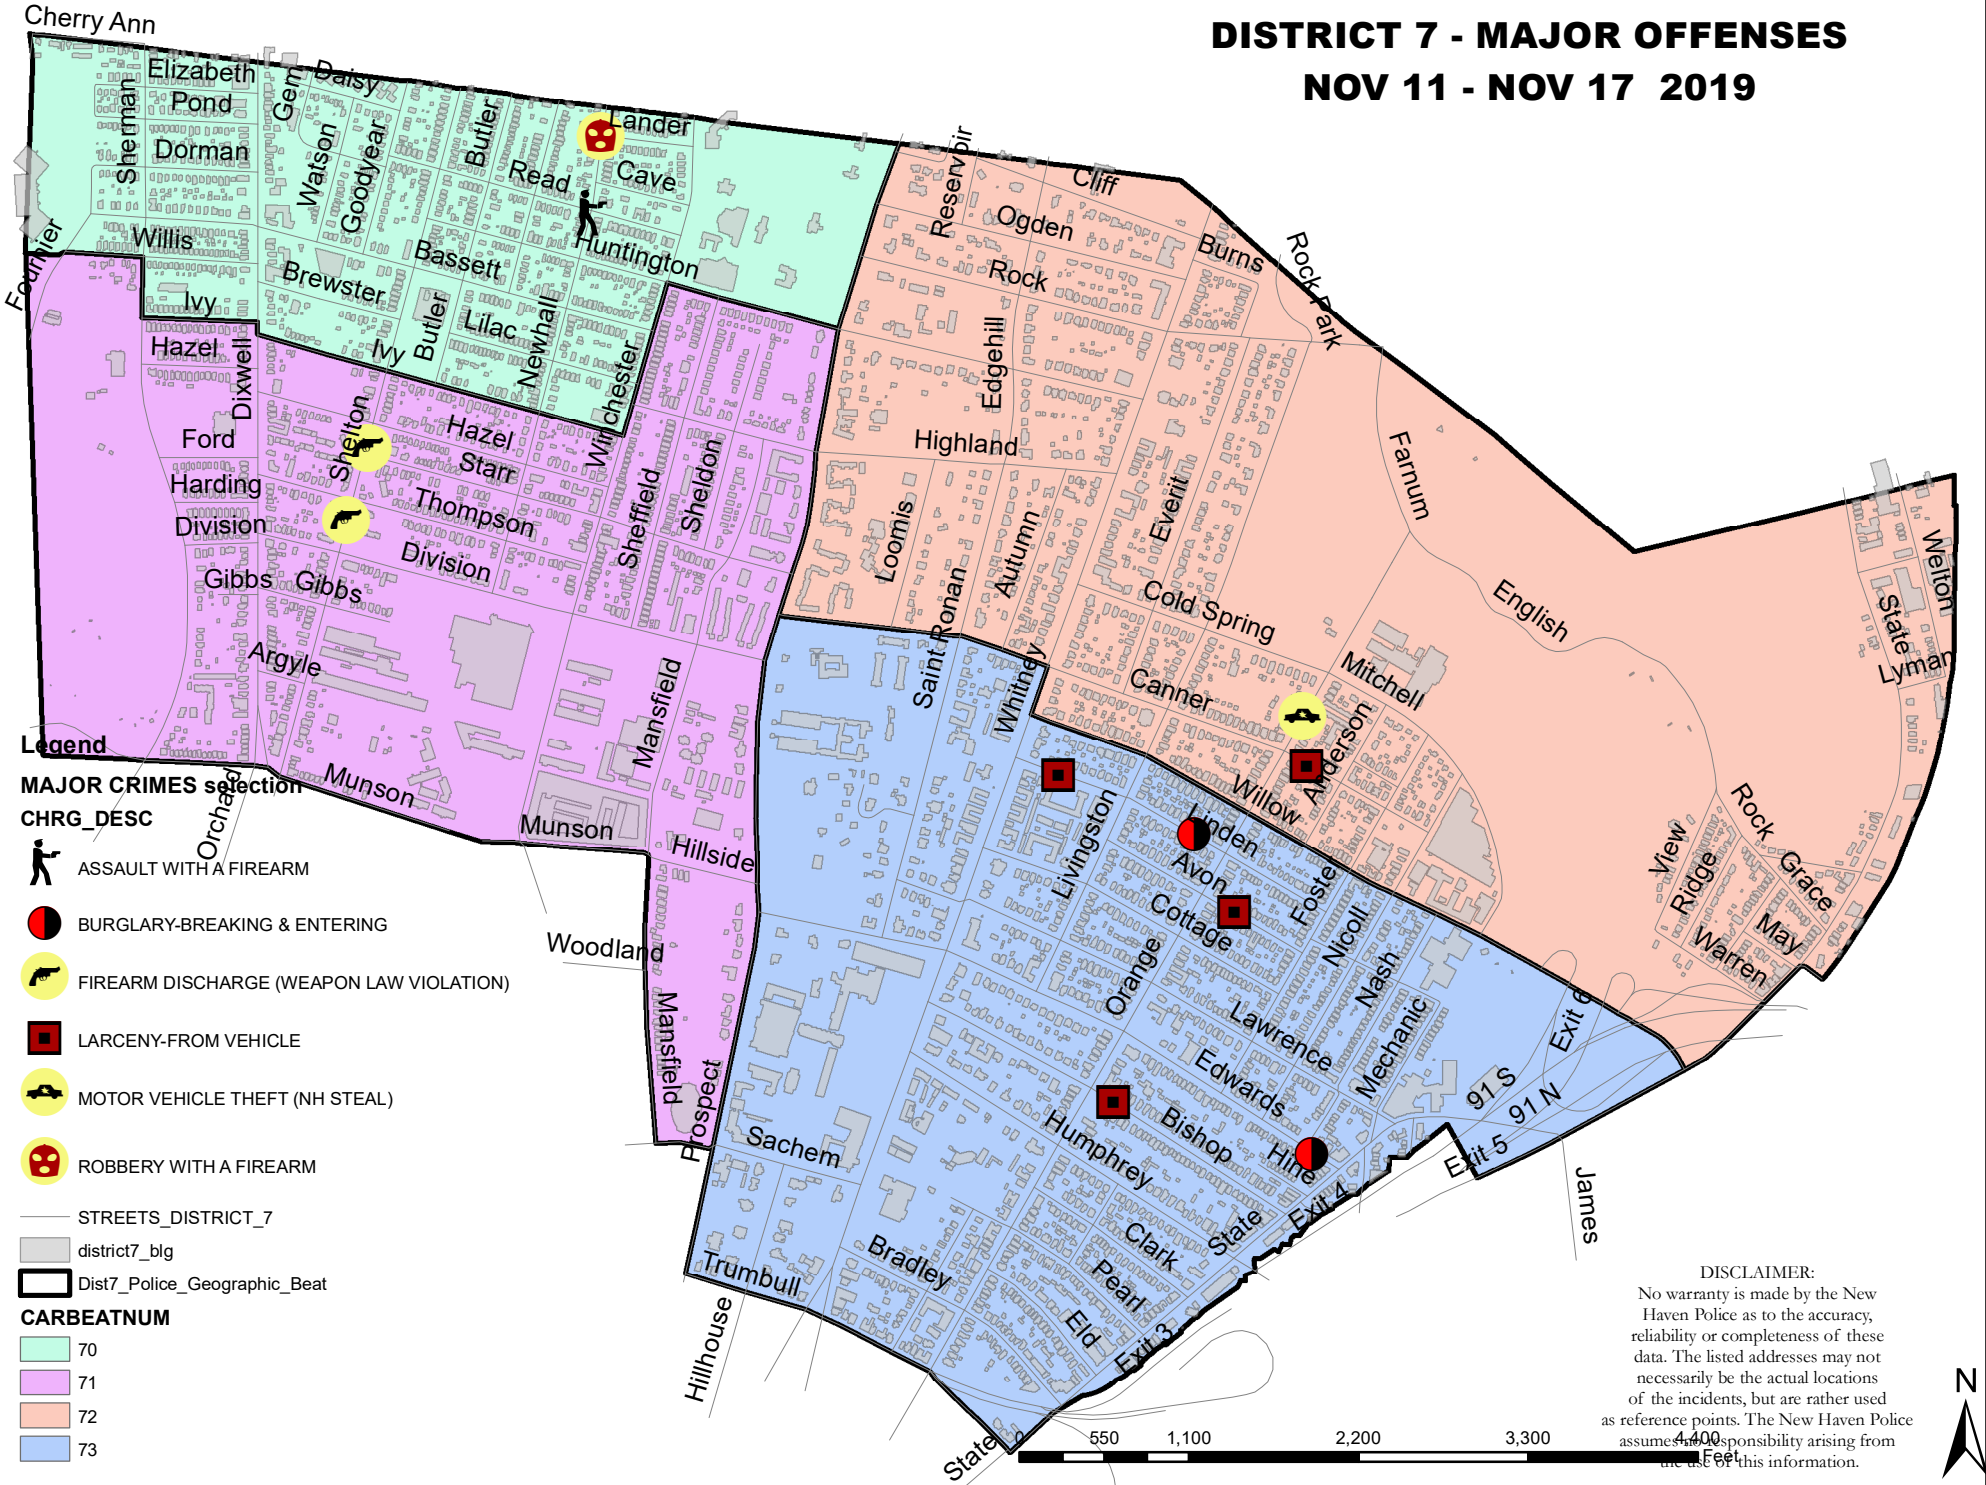 DISTRICT 7 - MAJOR OFFENSES
NOV 11 - NOV 17 2019
Cherry Ann
Elizabeth
Pond
Sherman
Dorman
Gem
Daisy
Watson
Goodyear
Butler
Read
Lander
Cave
Willis
Fournier
Brewster
Bassett
Huntington
Ivy
Ivy
Butler
Lilac
Newhall
Winchester
Hazel
Dixwell
Ford
Harding
Division
Shelton
Hazel
Starr
Thompson
Division
Gibbs
Gibbs
Argyle
Sheffield
Sheldon
Mansfield
Munson
Munson
Orchard
Hillside
Woodland
Mansfield
Prospect
Reservoir
Cliff
Ogden
Burns
Rock
Rock Park
Edgehill
Highland
Everit
Farnum
Loomis
Autumn
Saint Ronan
Cold Spring
English
Welton
State
Lyman
Whitney
Canner
Mitchell
Anderson
Willow
Linden
Avon
Livingston
Cottage
Foster
Nicoll
Nash
Mechanic
Orange
Lawrence
Edwards
Bishop
Humphrey
Hine
View
Ridge
Rock
Grace
May
Warren
Exit 6
91 S
91 N
Exit 5
Exit 4
James
Sachem
State
Clark
Pearl
Eld
Bradley
Trumbull
Hillhouse
Exit 3
State
Legend
MAJOR CRIMES selection
CHRG_DESC
ASSAULT WITH A FIREARM
BURGLARY-BREAKING & ENTERING
FIREARM DISCHARGE (WEAPON LAW VIOLATION)
LARCENY-FROM VEHICLE
MOTOR VEHICLE THEFT (NH STEAL)
ROBBERY WITH A FIREARM
STREETS_DISTRICT_7
district7_blg
Dist7_Police_Geographic_Beat
CARBEATNUM
70
71
72
73
DISCLAIMER:
No warranty is made by the New
Haven Police as to the accuracy,
reliability or completeness of these
data. The listed addresses may not
necessarily be the actual locations
of the incidents, but are rather used
as reference points. The New Haven Police
assumes no responsibility arising from
the use of this information.
0 550 1,100 2,200 3,300 4,400
Feet
N